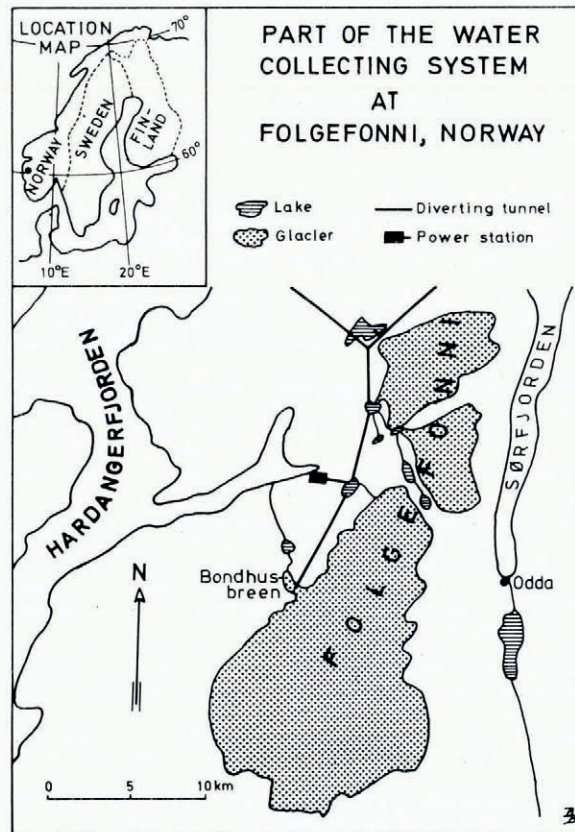 LOCATION
MAP
70°
NORWAY
SWEDEN
FIN-
LAND
60°
10°E
20°E
PART OF THE WATER
COLLECTING SYSTEM
AT
FOLGEFONNI, NORWAY
Lake
Diverting tunnel
Glacier
Power station
HARDANGERFJORDEN
FOLGEFONNI
SØRFJORDEN
N
Bondhus-
breen
Odda
0 5 10 km